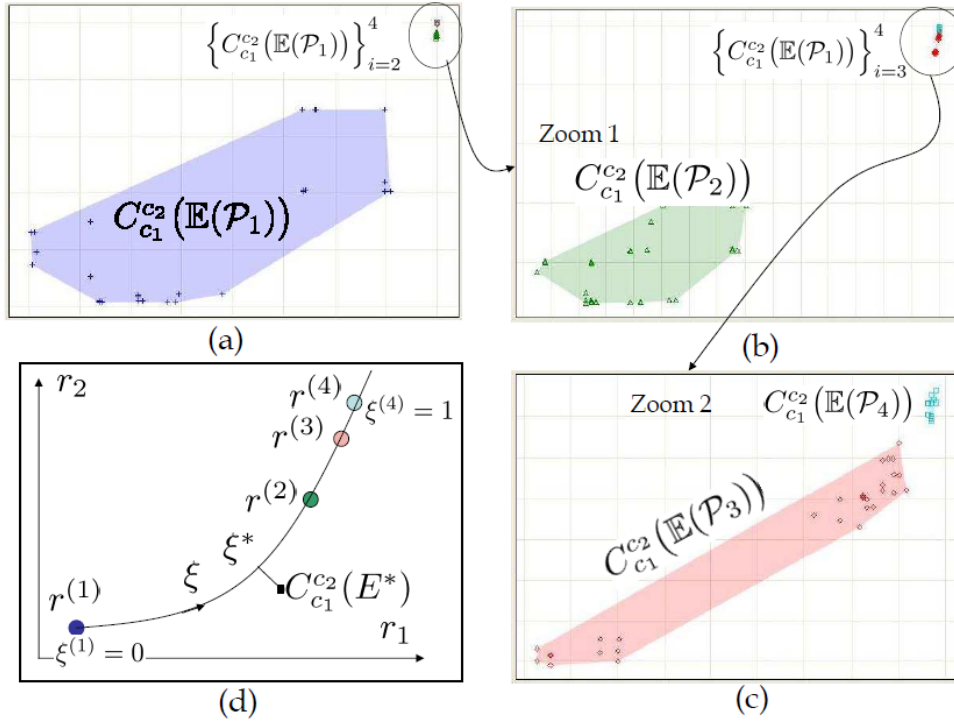 {C_{c_1}^{c_2}(𝔼(𝒫_1))}_{i=2}^4
C_{c_1}^{c_2}(𝔼(𝒫_1))
(a)
{C_{c_1}^{c_2}(𝔼(𝒫_1))}_{i=3}^4
Zoom 1
C_{c_1}^{c_2}(𝔼(𝒫_2))
(b)
r_2
r^{(4)}
ξ^{(4)} = 1
r^{(3)}
r^{(2)}
ξ*
ξ
C_{c_1}^{c_2}(E*)
r^{(1)}
r_1
ξ^{(1)} = 0
(d)
Zoom 2
C_{c_1}^{c_2}(𝔼(𝒫_4))
C_{c_1}^{c_2}(𝔼(𝒫_3))
(c)